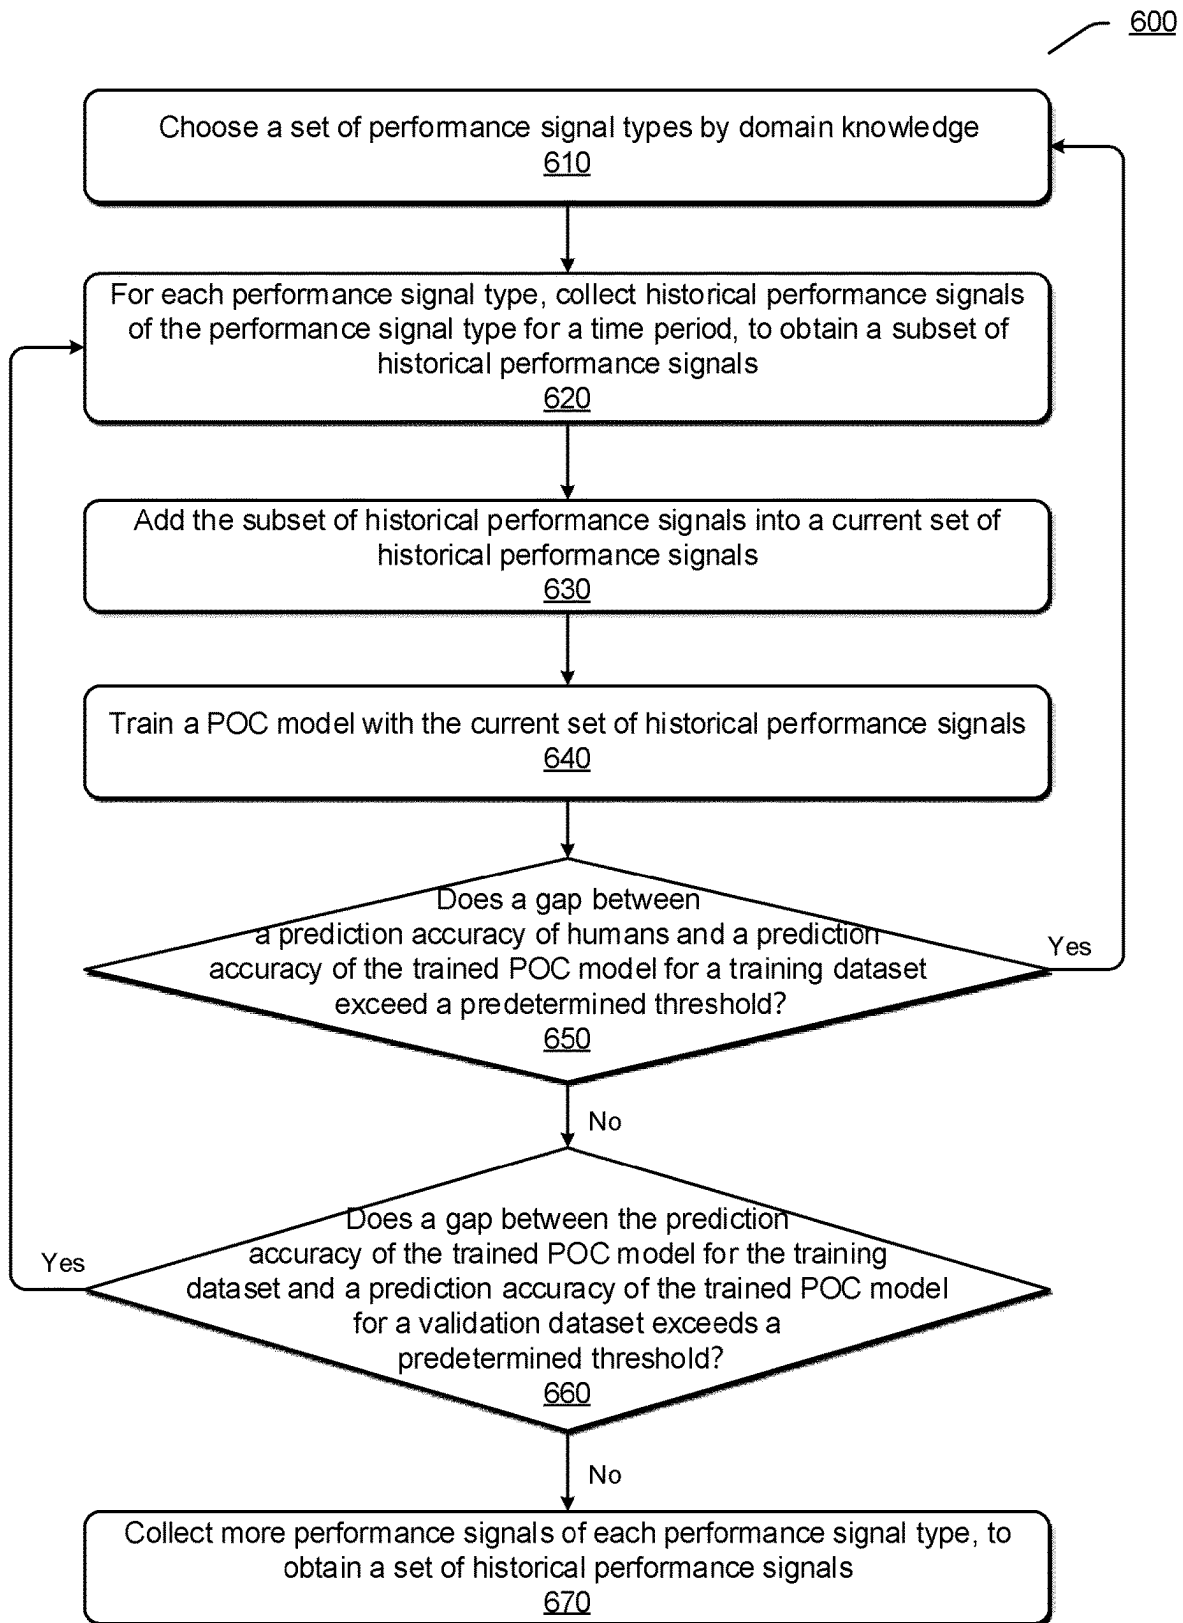 600
Choose a set of performance signal types by domain knowledge
610
For each performance signal type, collect historical performance signals
of the performance signal type for a time period, to obtain a subset of
historical performance signals
620
Add the subset of historical performance signals into a current set of
historical performance signals
630
Train a POC model with the current set of historical performance signals
640
Does a gap between
a prediction accuracy of humans and a prediction
accuracy of the trained POC model for a training dataset
exceed a predetermined threshold?
650
Yes
No
Does a gap between the prediction
accuracy of the trained POC model for the training
dataset and a prediction accuracy of the trained POC model
for a validation dataset exceeds a
predetermined threshold?
660
Yes
No
Collect more performance signals of each performance signal type, to
obtain a set of historical performance signals
670